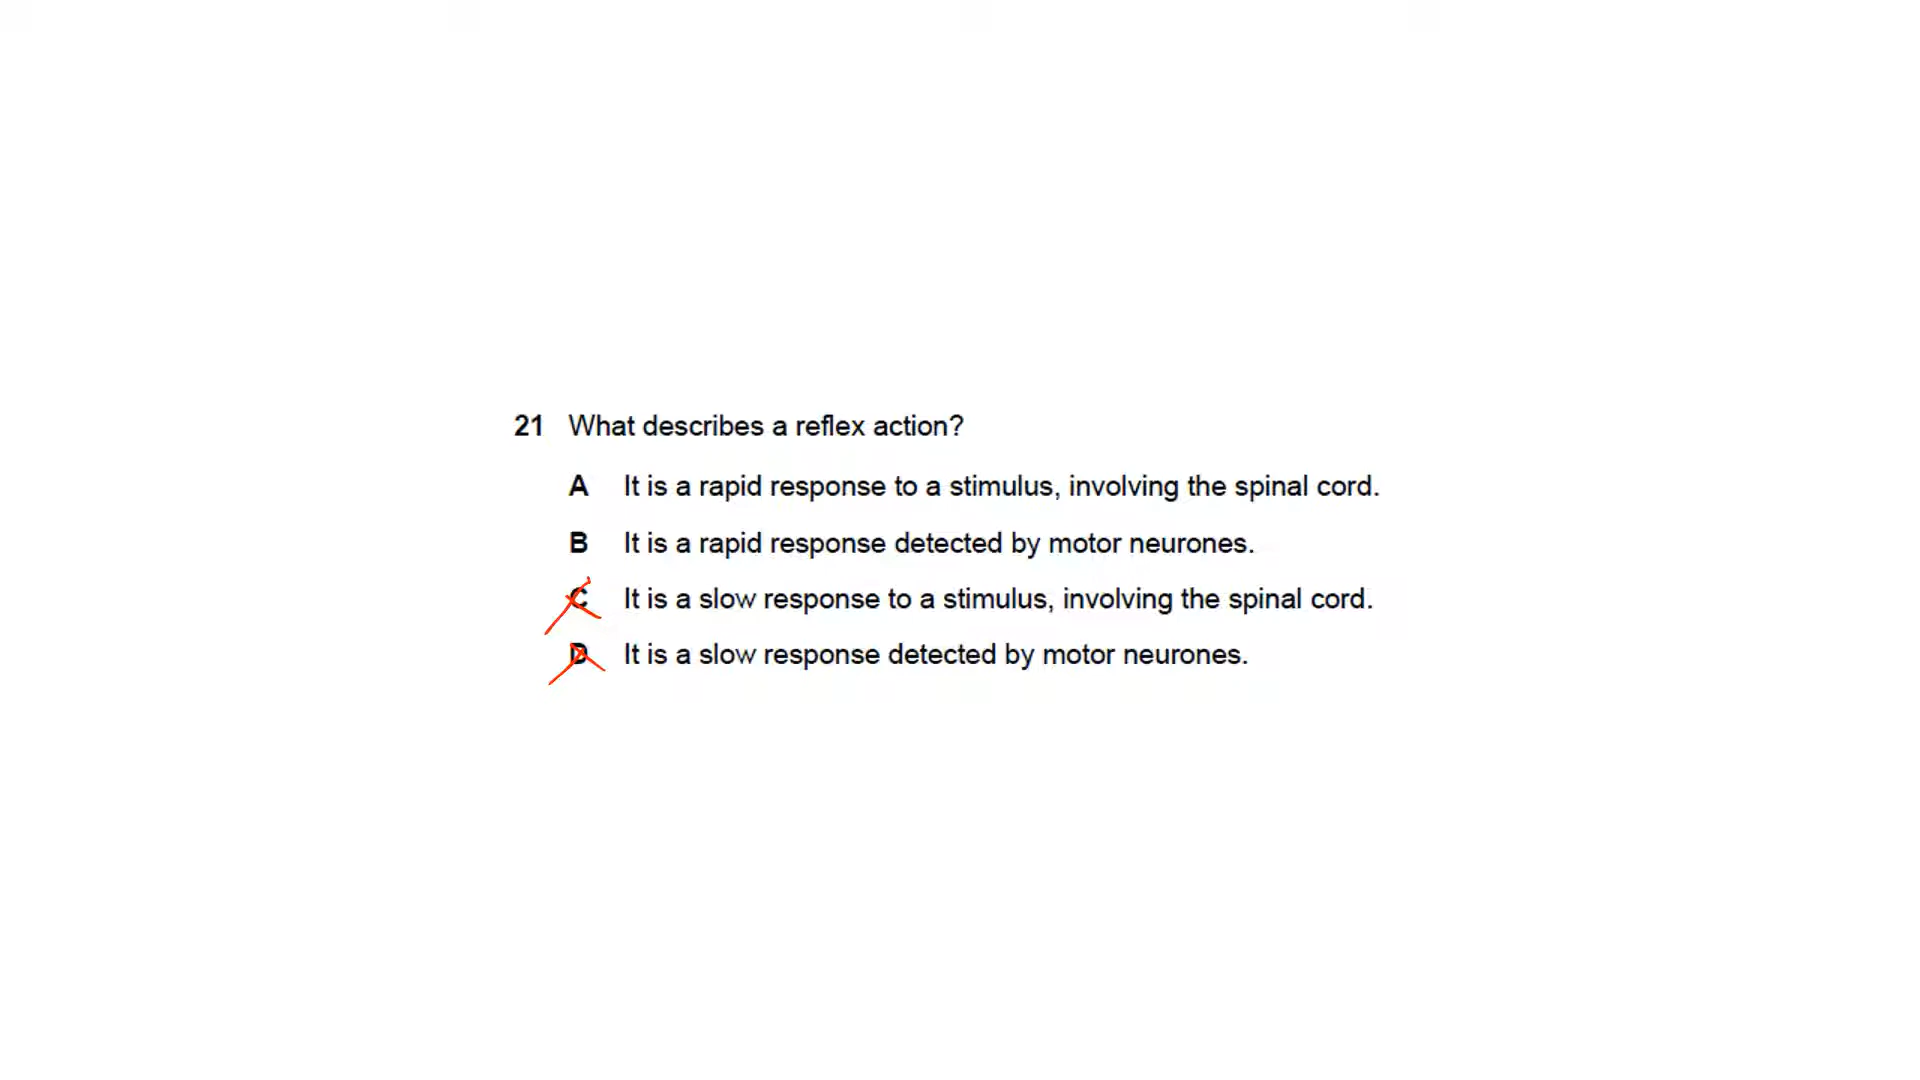 21 What describes a reflex action?
A It is a rapid response to a stimulus, involving the spinal cord.
B It is a rapid response detected by motor neurones.
C It is a slow response to a stimulus, involving the spinal cord.
D It is a slow response detected by motor neurones.